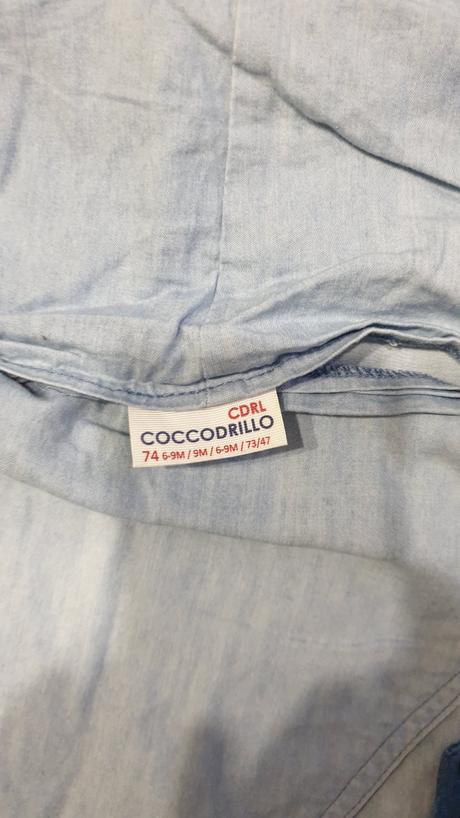 CDRL
COCCODRILLO
74 6-9M / 9M / 6-9M / 73/47